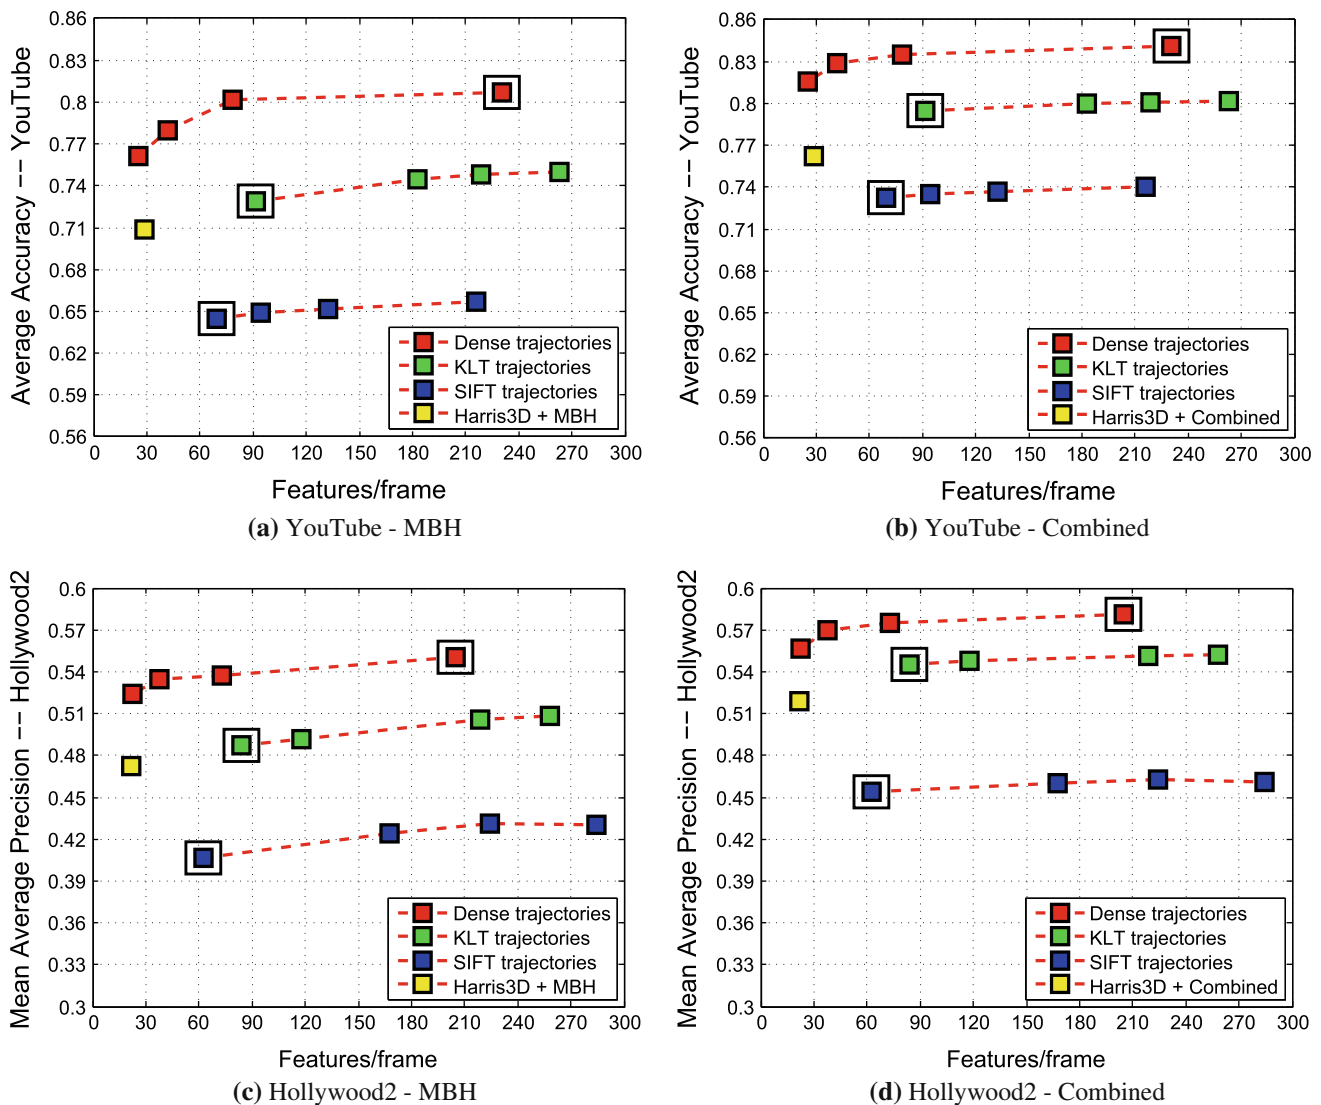 Average Accuracy −− YouTube
0.86
0.83
0.8
0.77
0.74
0.71
0.68
0.65
0.62
0.59
0.56
0 30 60 90 120 150 180 210 240 270 300
Dense trajectories
KLT trajectories
SIFT trajectories
Harris3D + MBH
Features/frame
(a) YouTube - MBH
Average Accuracy −− YouTube
0.86
0.83
0.8
0.77
0.74
0.71
0.68
0.65
0.62
0.59
0.56
0 30 60 90 120 150 180 210 240 270 300
Dense trajectories
KLT trajectories
SIFT trajectories
Harris3D + Combined
Features/frame
(b) YouTube - Combined
Mean Average Precision −− Hollywood2
0.6
0.57
0.54
0.51
0.48
0.45
0.42
0.39
0.36
0.33
0.3
0 30 60 90 120 150 180 210 240 270 300
Dense trajectories
KLT trajectories
SIFT trajectories
Harris3D + MBH
Features/frame
(c) Hollywood2 - MBH
Mean Average Precision −− Hollywood2
0.6
0.57
0.54
0.51
0.48
0.45
0.42
0.39
0.36
0.33
0.3
0 30 60 90 120 150 180 210 240 270 300
Dense trajectories
KLT trajectories
SIFT trajectories
Harris3D + Combined
Features/frame
(d) Hollywood2 - Combined